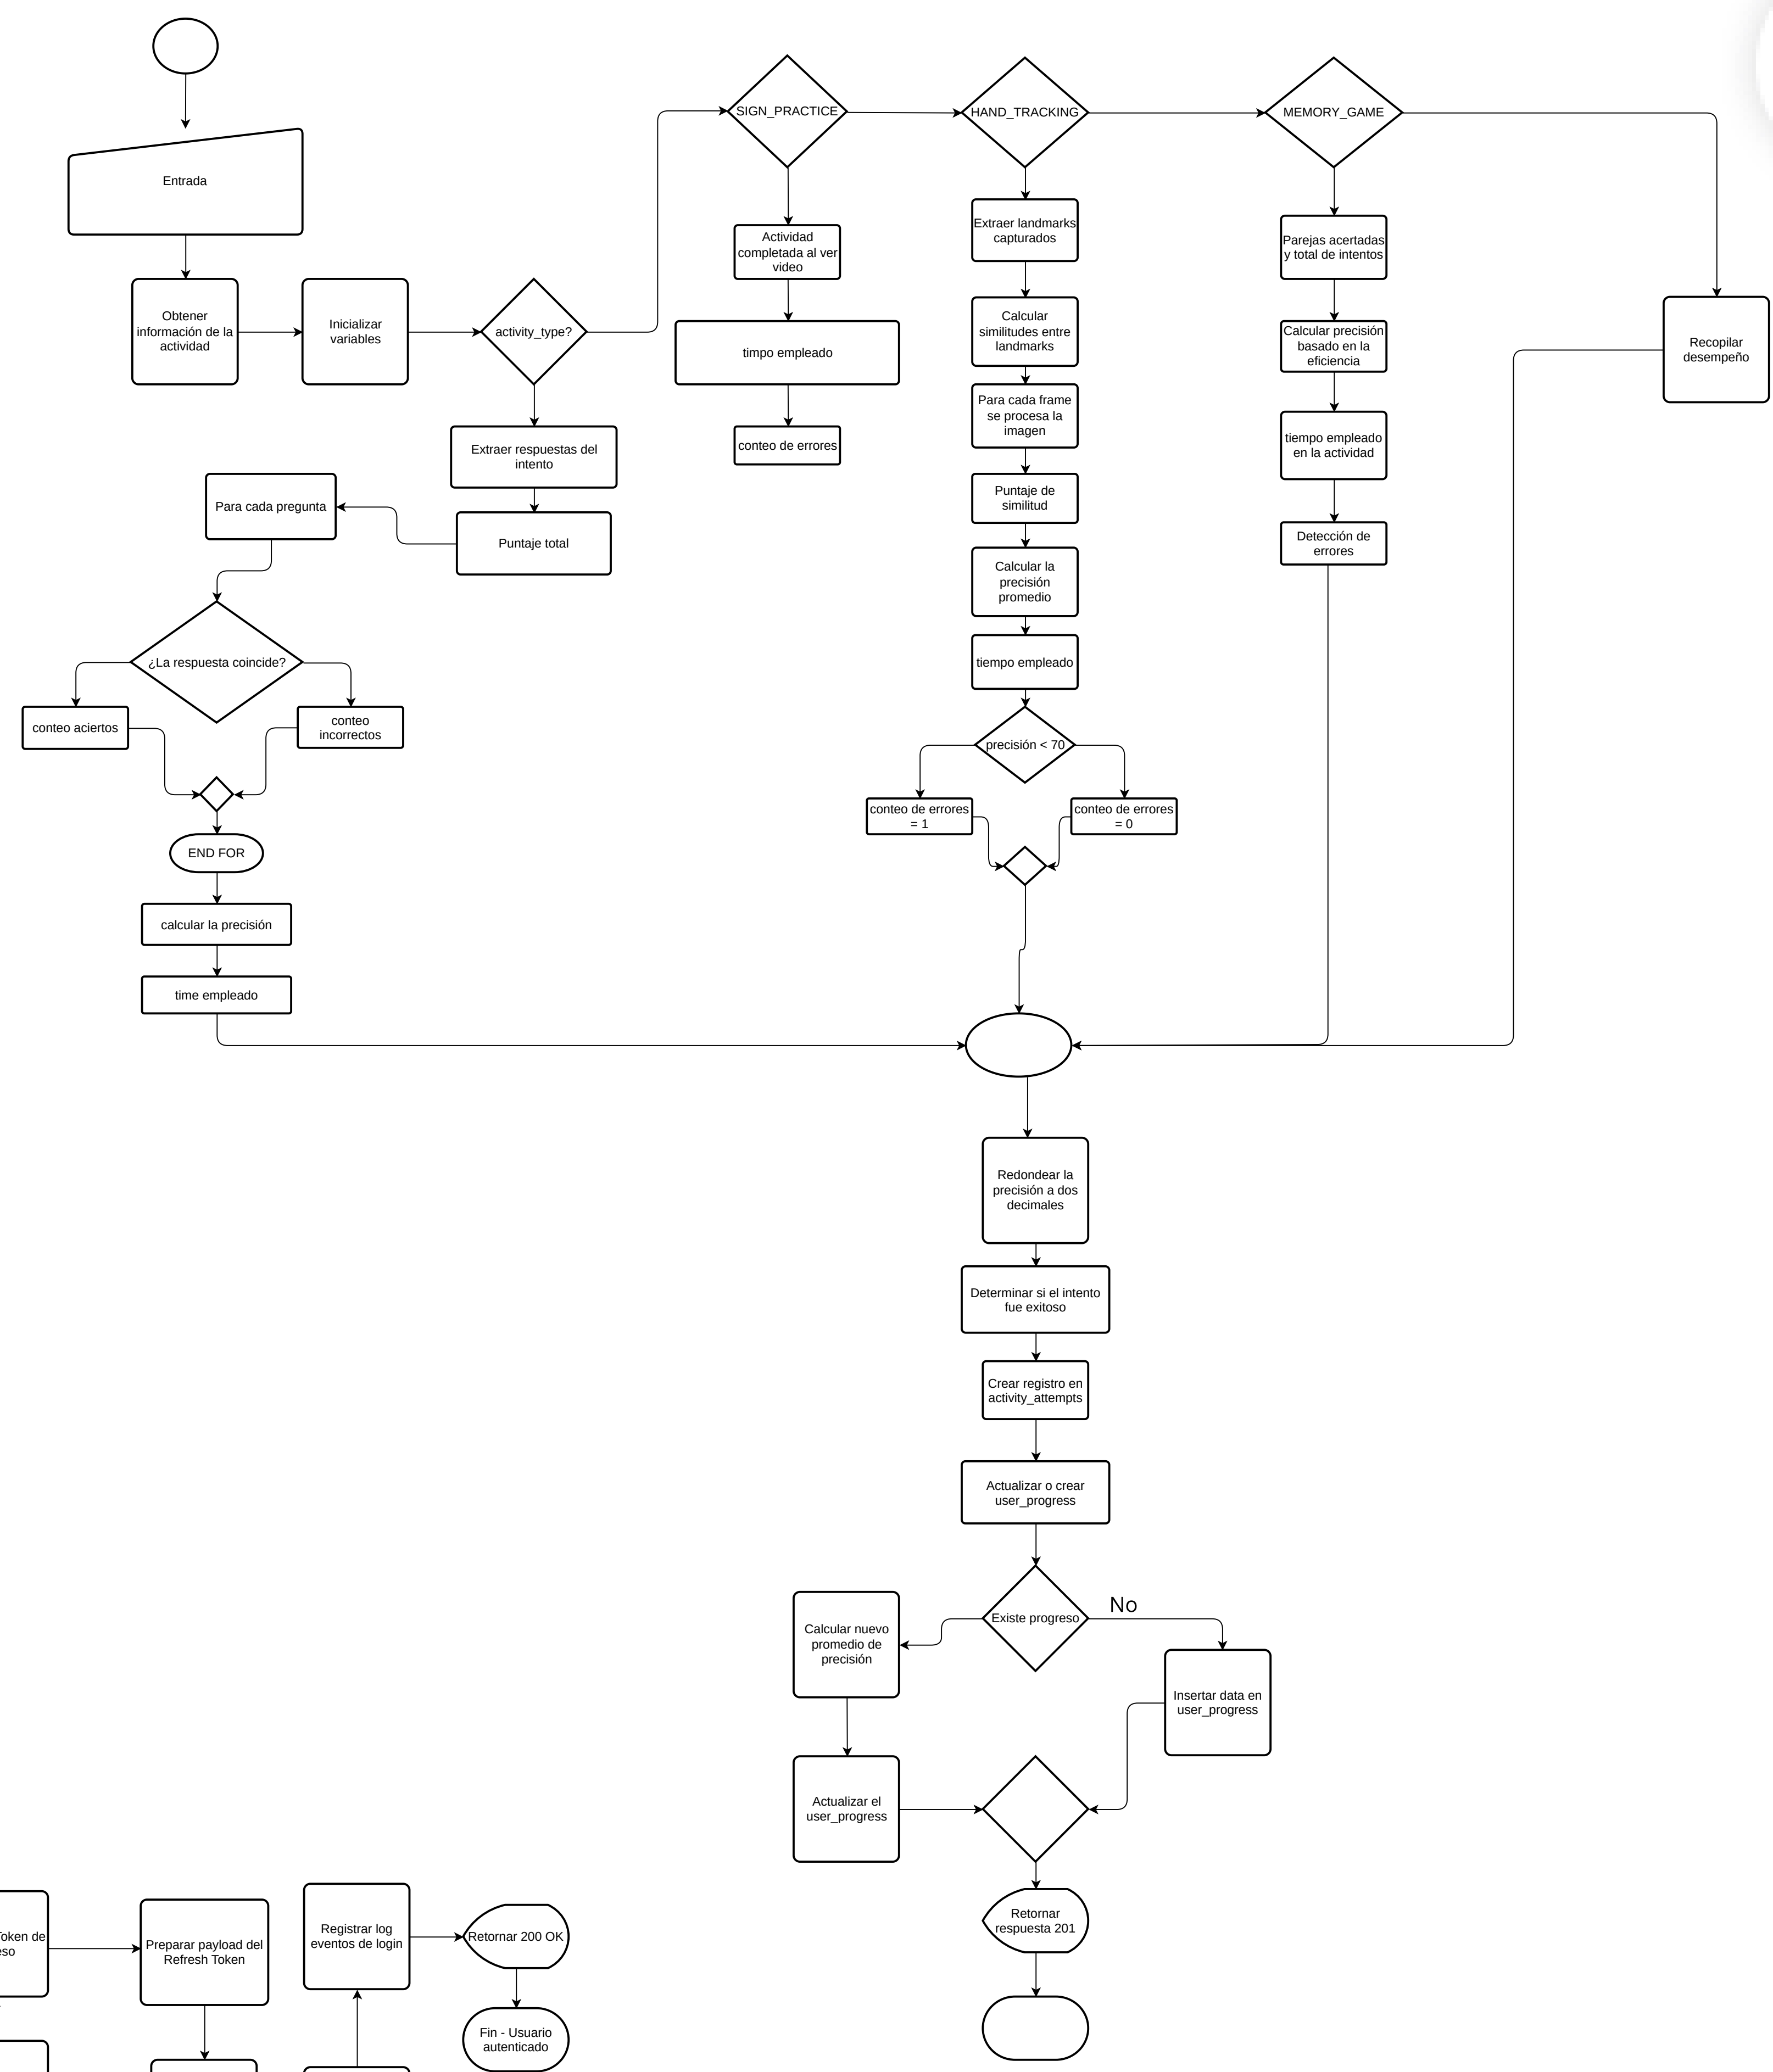 Entrada
Obtener
información de la
actividad
Inicializar
variables
activity_type?
SIGN_PRACTICE
HAND_TRACKING
MEMORY_GAME
Actividad
completada al ver
video
timpo empleado
conteo de errores
Extraer landmarks
capturados
Calcular
similitudes entre
landmarks
Para cada frame
se procesa la
imagen
Puntaje de
similitud
Calcular la
precisión
promedio
tiempo empleado
precisión < 70
conteo de errores
= 1
conteo de errores
= 0
Parejas acertadas
y total de intentos
Calcular precisión
basado en la
eficiencia
tiempo empleado
en la actividad
Detección de
errores
Recopilar
desempeño
Extraer respuestas del
intento
Puntaje total
Para cada pregunta
¿La respuesta coincide?
conteo aciertos
conteo
incorrectos
END FOR
calcular la precisión
time empleado
Redondear la
precisión a dos
decimales
Determinar si el intento
fue exitoso
Crear registro en
activity_attempts
Actualizar o crear
user_progress
Existe progreso
No
Calcular nuevo
promedio de
precisión
Insertar data en
user_progress
Actualizar el
user_progress
Retornar
respuesta 201
Token de
Preparar payload del
Refresh Token
Registrar log
eventos de login
Retornar 200 OK
Fin - Usuario
autenticado